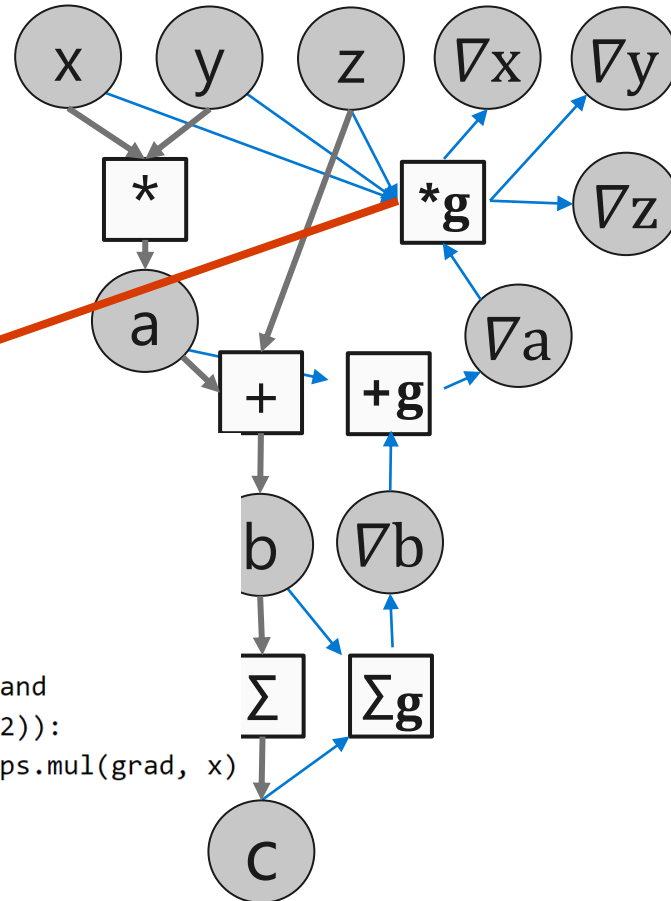 x y z ∇x ∇y
* *g ∇z
a ∇a
+ +g
b ∇b
Σ Σg
and
2)):
ps.mul(grad, x)
c